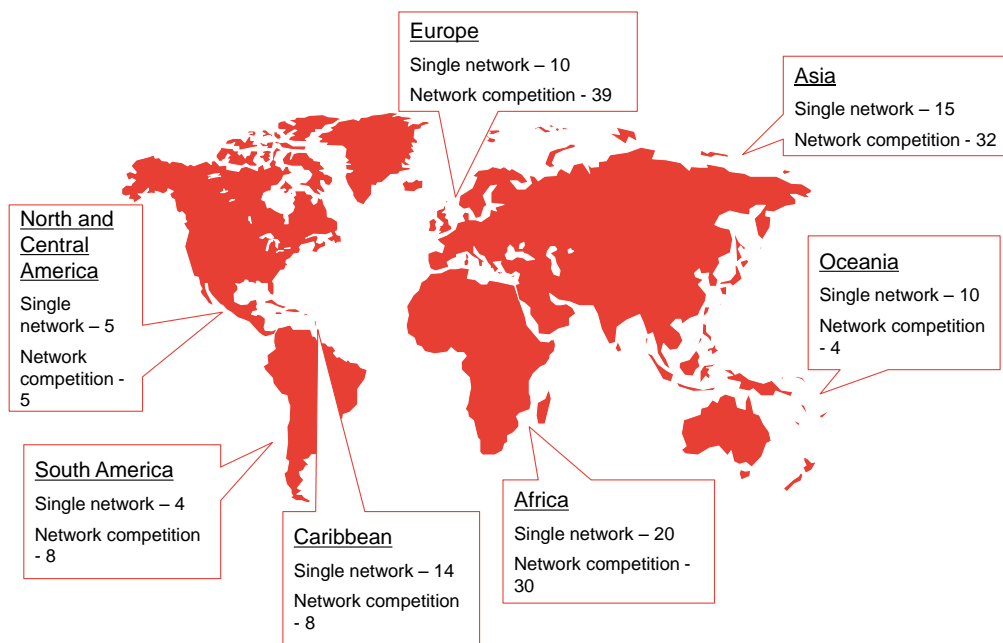 Europe
Single network – 10
Network competition - 39
Asia
Single network – 15
Network competition - 32
North and
Central
America
Single
network – 5
Network
competition -
5
Oceania
Single network – 10
Network competition
- 4
South America
Single network – 4
Network competition
- 8
Caribbean
Single network – 14
Network competition -
8
Africa
Single network – 20
Network competition -
30